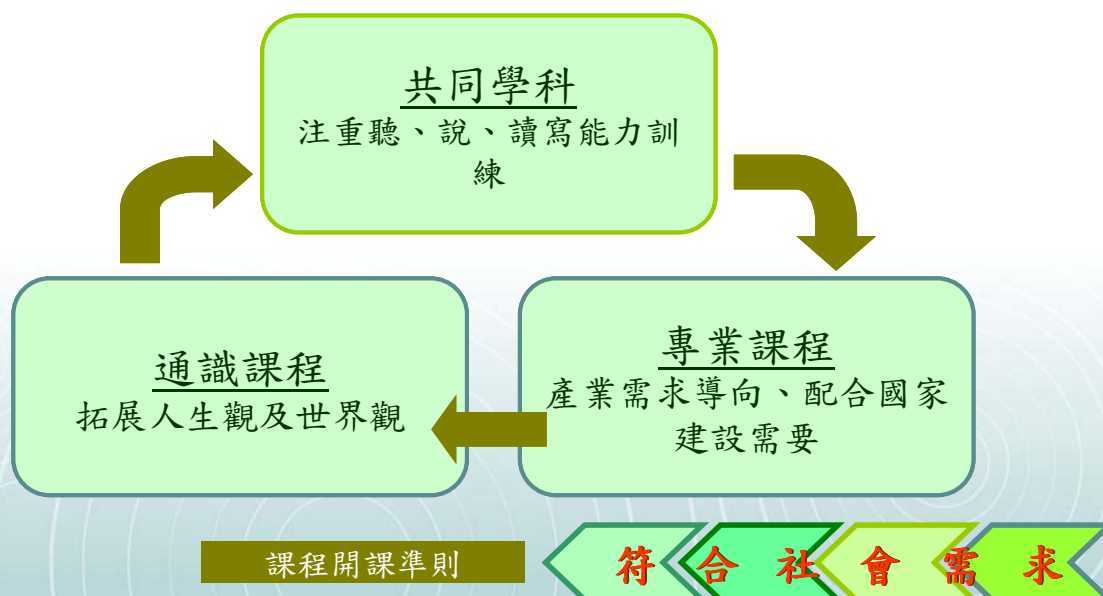 共同學科
注重聽、說、讀寫能力訓
練
通識課程
拓展人生觀及世界觀
專業課程
產業需求導向、配合國家
建設需要
課程開課準則
符合社會需求